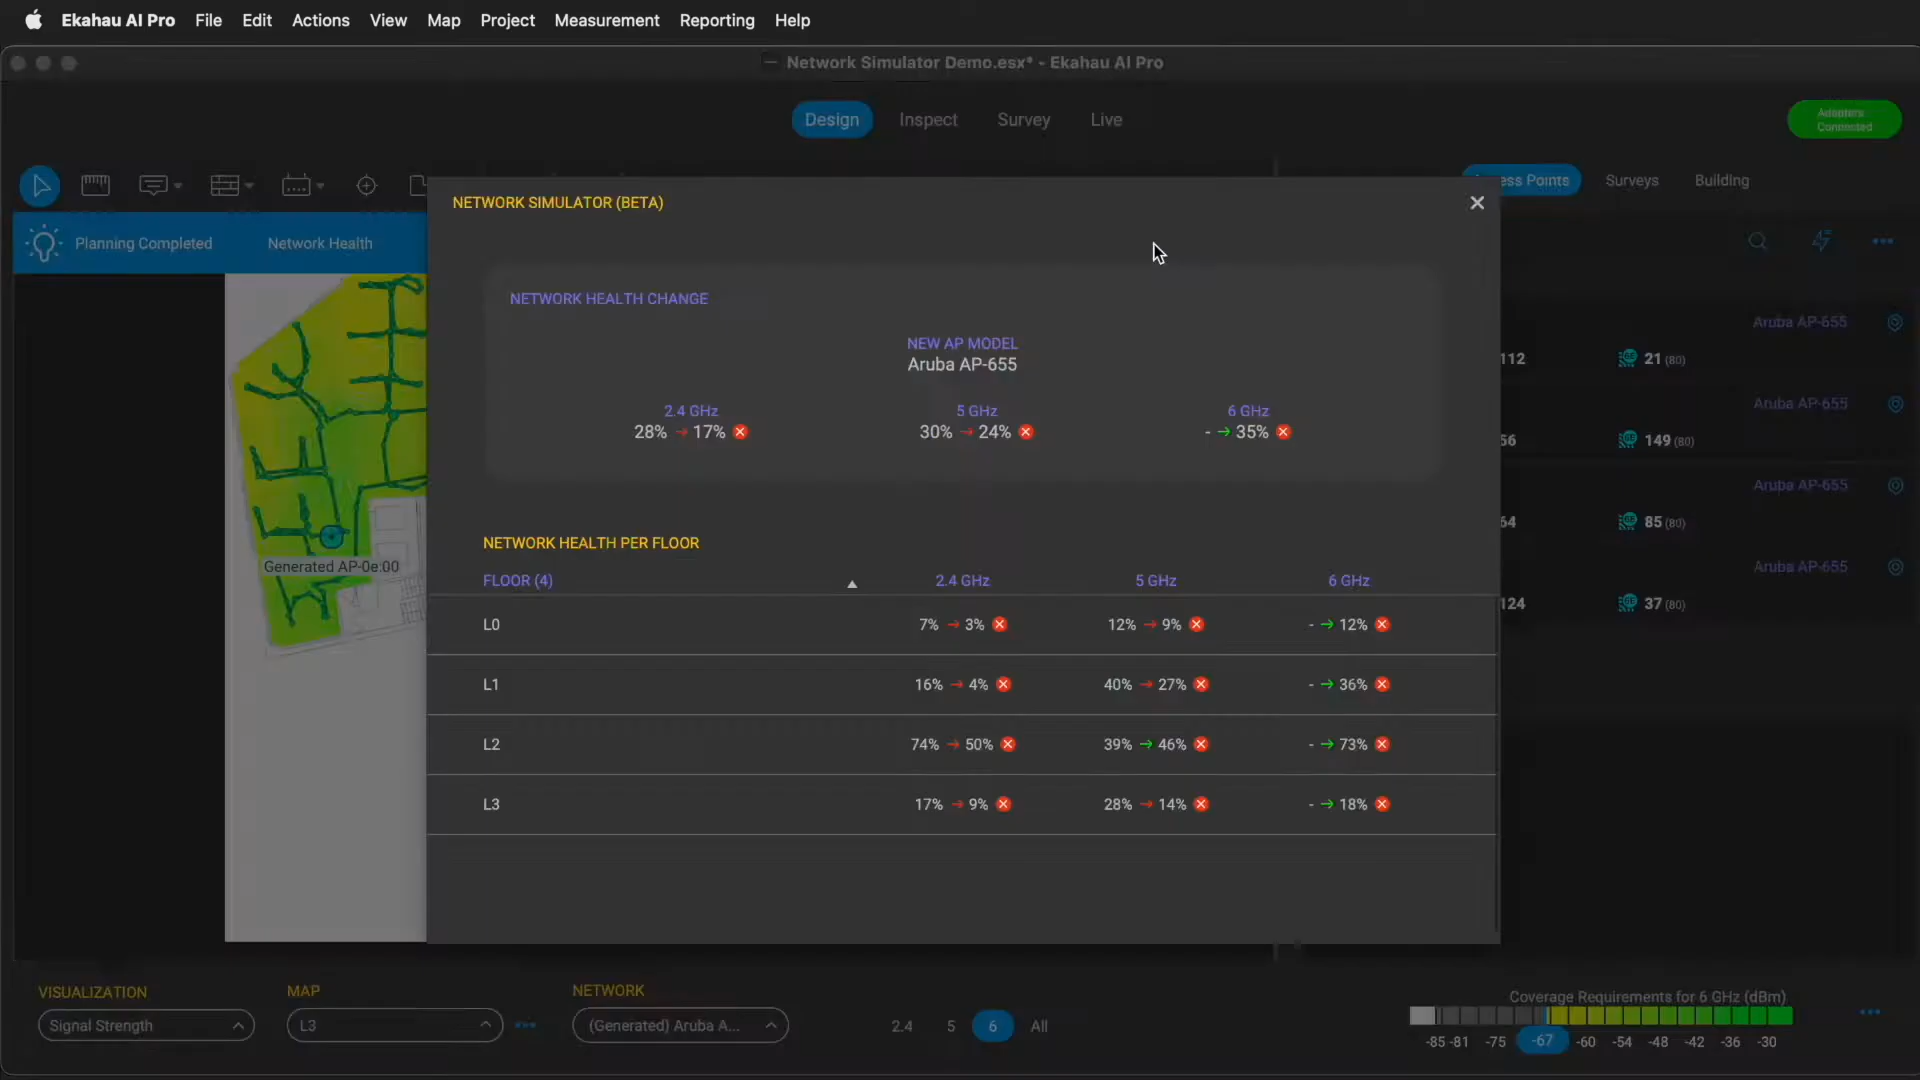 Ekahau AI Pro File Edit Actions View Map Project Measurement Reporting Help
Network Simulator Demo.esx* - Ekahau AI Pro
Design Inspect Survey Live
Adapters
Connected
ess Points Surveys Building
Planning Completed Network Health
NETWORK SIMULATOR (BETA)
NETWORK HEALTH CHANGE
NEW AP MODEL
Aruba AP-655
2.4 GHz 5 GHz 6 GHz
28% → 17% 30% → 24% - → 35%
NETWORK HEALTH PER FLOOR
FLOOR (4) 2.4 GHz 5 GHz 6 GHz
L0 7% → 3% 12% → 9% - → 12%
L1 16% → 4% 40% → 27% - → 36%
L2 74% → 50% 39% → 46% - → 73%
L3 17% → 9% 28% → 14% - → 18%
Generated AP-0e:00
Aruba AP-655
112 21 (80)
Aruba AP-655
56 149 (80)
Aruba AP-655
64 85 (80)
Aruba AP-655
124 37 (80)
VISUALIZATION MAP NETWORK
Signal Strength L3 (Generated) Aruba A... 2.4 5 6 All
Coverage Requirements for 6 GHz (dBm)
-85 -81 -75 -67 -60 -54 -48 -42 -36 -30